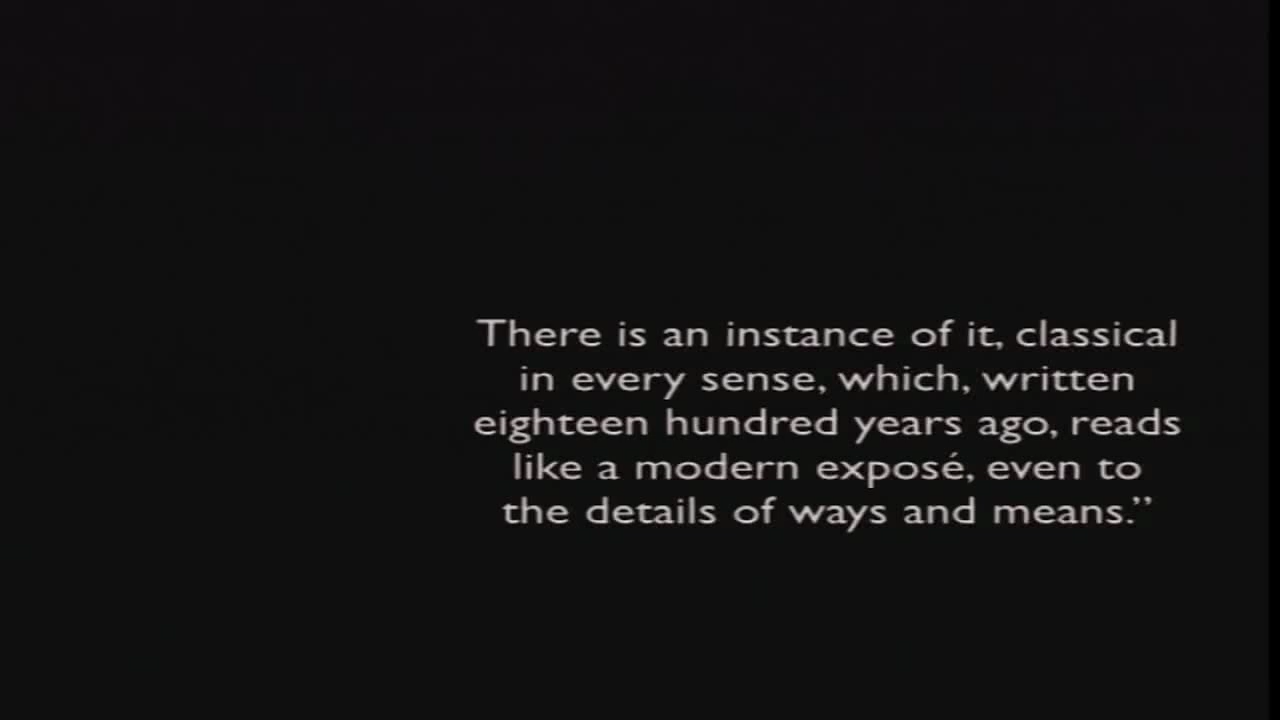 There is an instance of it, classical
in every sense, which, written
eighteen hundred years ago, reads
like a modern exposé, even to
the details of ways and means.”